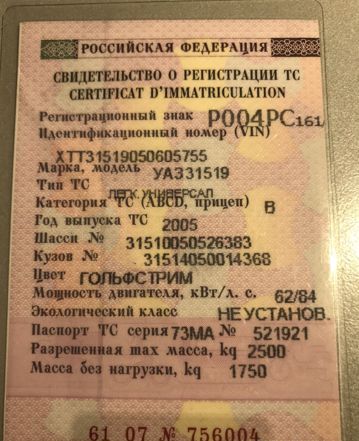 РОССИЙСКАЯ ФЕДЕРАЦИЯ
СВИДЕТЕЛЬСТВО О РЕГИСТРАЦИИ ТС
CERTIFICAT D'IMMATRICULATION
Регистрационный знак Р004РС161/
Идентификационный номер (VIN)
ХТТ31519050605755
Марка, модель УАЗ31519
Тип ТС ЛЕГК.УНИВЕРСАЛ
Категория ТС (ABCD, прицеп) В
Год выпуска ТС 2005
Шасси № 31510050526383
Кузов № 31514050014368
Цвет ГОЛЬФСТРИМ
Мощность двигателя, кВт/л. с. 62/84
Экологический класс НЕ УСТАНОВ.
Паспорт ТС серия 73МА № 521921
Разрешенная max масса, kg 2500
Масса без нагрузки, kg 1750
61 07 № 756004